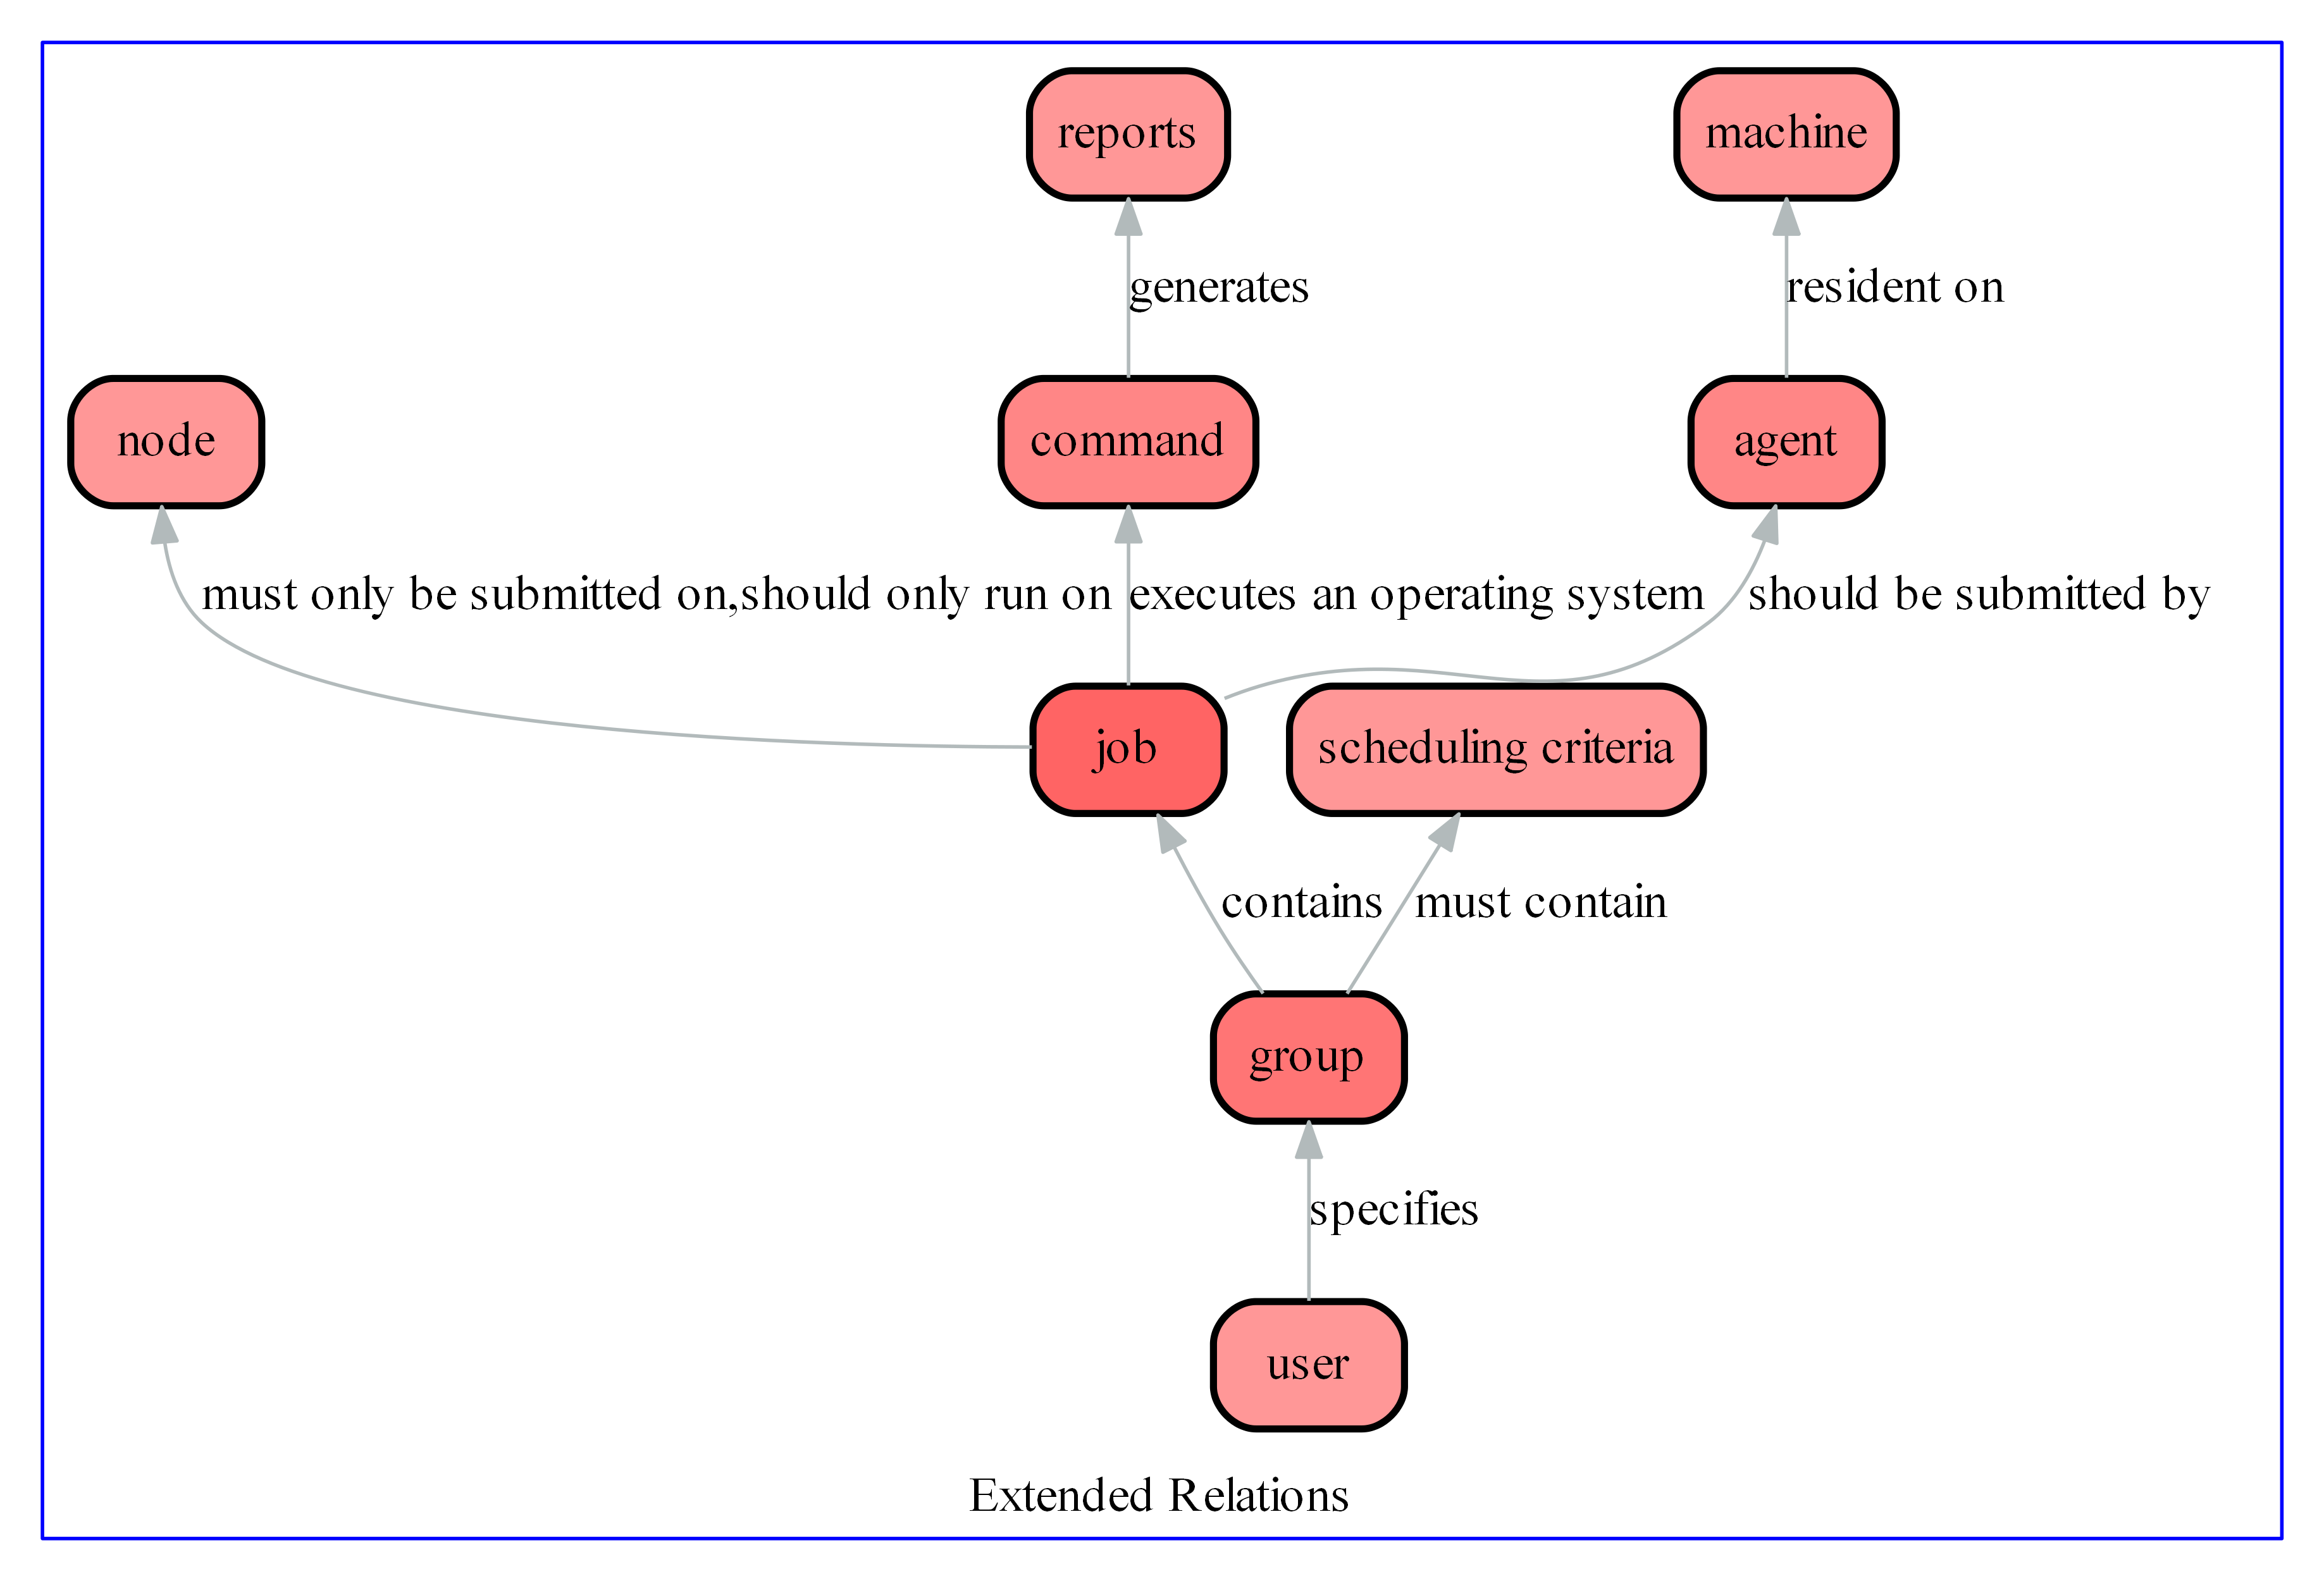 reports
machine
generates
resident on
node
command
agent
must only be submitted on,should only run on
executes an operating system
should be submitted by
job
scheduling criteria
contains
must contain
group
specifies
user
Extended Relations